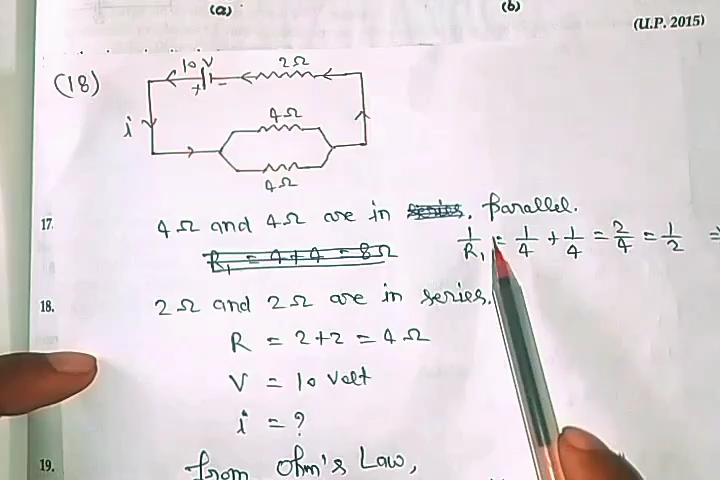 (a) (b)
(U.P. 2015)
(18)
10 V 2Ω
+ -
4Ω
i
4Ω
17. 4Ω and 4Ω are in series. parallel.
R₁ = 4+4 = 8Ω 1/R₁ = 1/4 + 1/4 = 2/4 = 1/2 ⇒
18. 2Ω and 2Ω are in series.
R = 2+2 = 4Ω
V = 10 Volt
i = ?
19. from Ohm's Law,